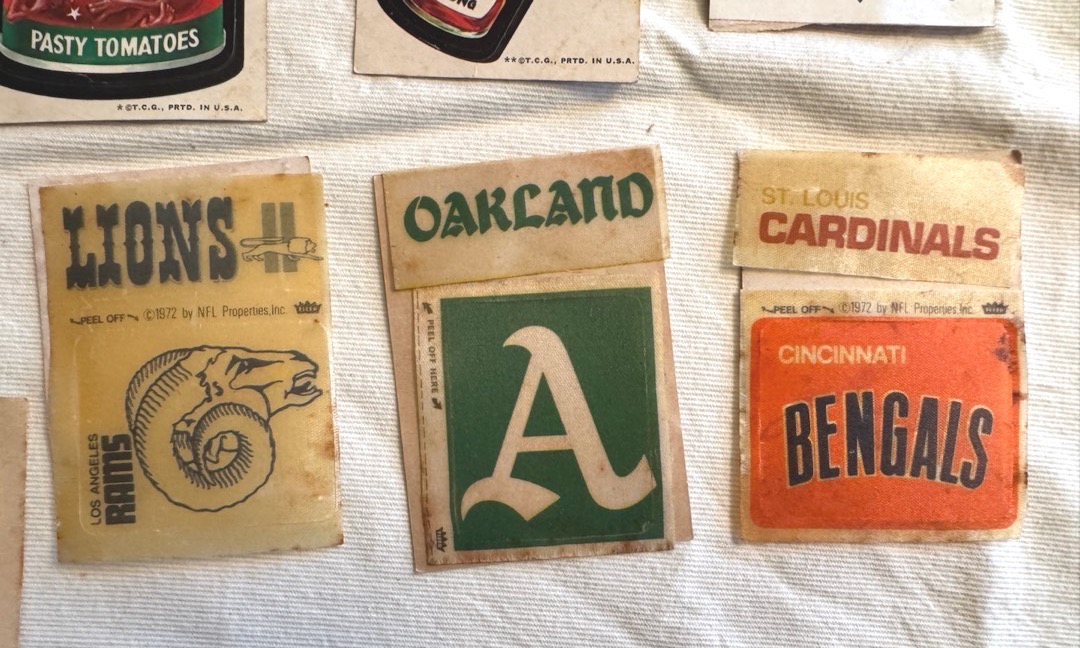 PASTY TOMATOES
*©T.C.G., PRTD. IN U.S.A.
**©T.C.G., PRTD. IN U.S.A.
LIONS
PEEL OFF ©1972 by NFL Properties,Inc.
LOS ANGELES
RAMS
OAKLAND
PEEL OFF HERE
A
ST. LOUIS
CARDINALS
PEEL OFF ©1972 by NFL Properties,Inc.
CINCINNATI
BENGALS